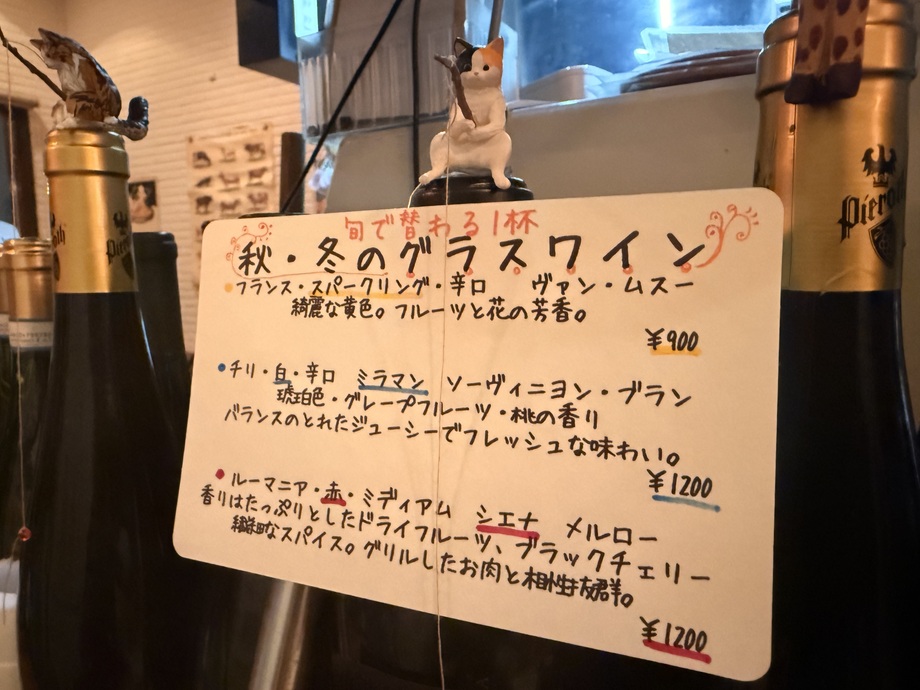 旬で替わる1杯
秋・冬のグラスワイン
フランス・スパークリング・辛口 ヴァン・ムスー
綺麗な黄色。フルーツと花の芳香。
¥900
チリ・白・辛口 ミラマン ソーヴィニヨン・ブラン
琥珀色・グレープフルーツ・桃の香り
バランスのとれたジューシーでフレッシュな味わい。
¥1200
ルーマニア・赤・ミディアム シエナ メルロー
香りはたっぷりとしたドライフルーツ、ブラックチェリー
繊細なスパイス。グリルしたお肉と相性抜群。
¥1200